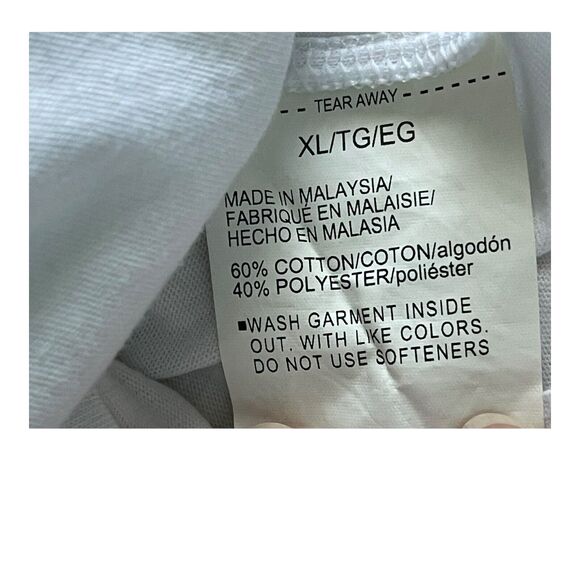 - - TEAR AWAY - - - - - - -
XL/TG/EG
MADE IN MALAYSIA/
FABRIQUÉ EN MALAISIE/
HECHO EN MALASIA
60% COTTON/COTON/algodón
40% POLYESTER/poliéster
▪WASH GARMENT INSIDE
OUT. WITH LIKE COLORS.
DO NOT USE SOFTENERS